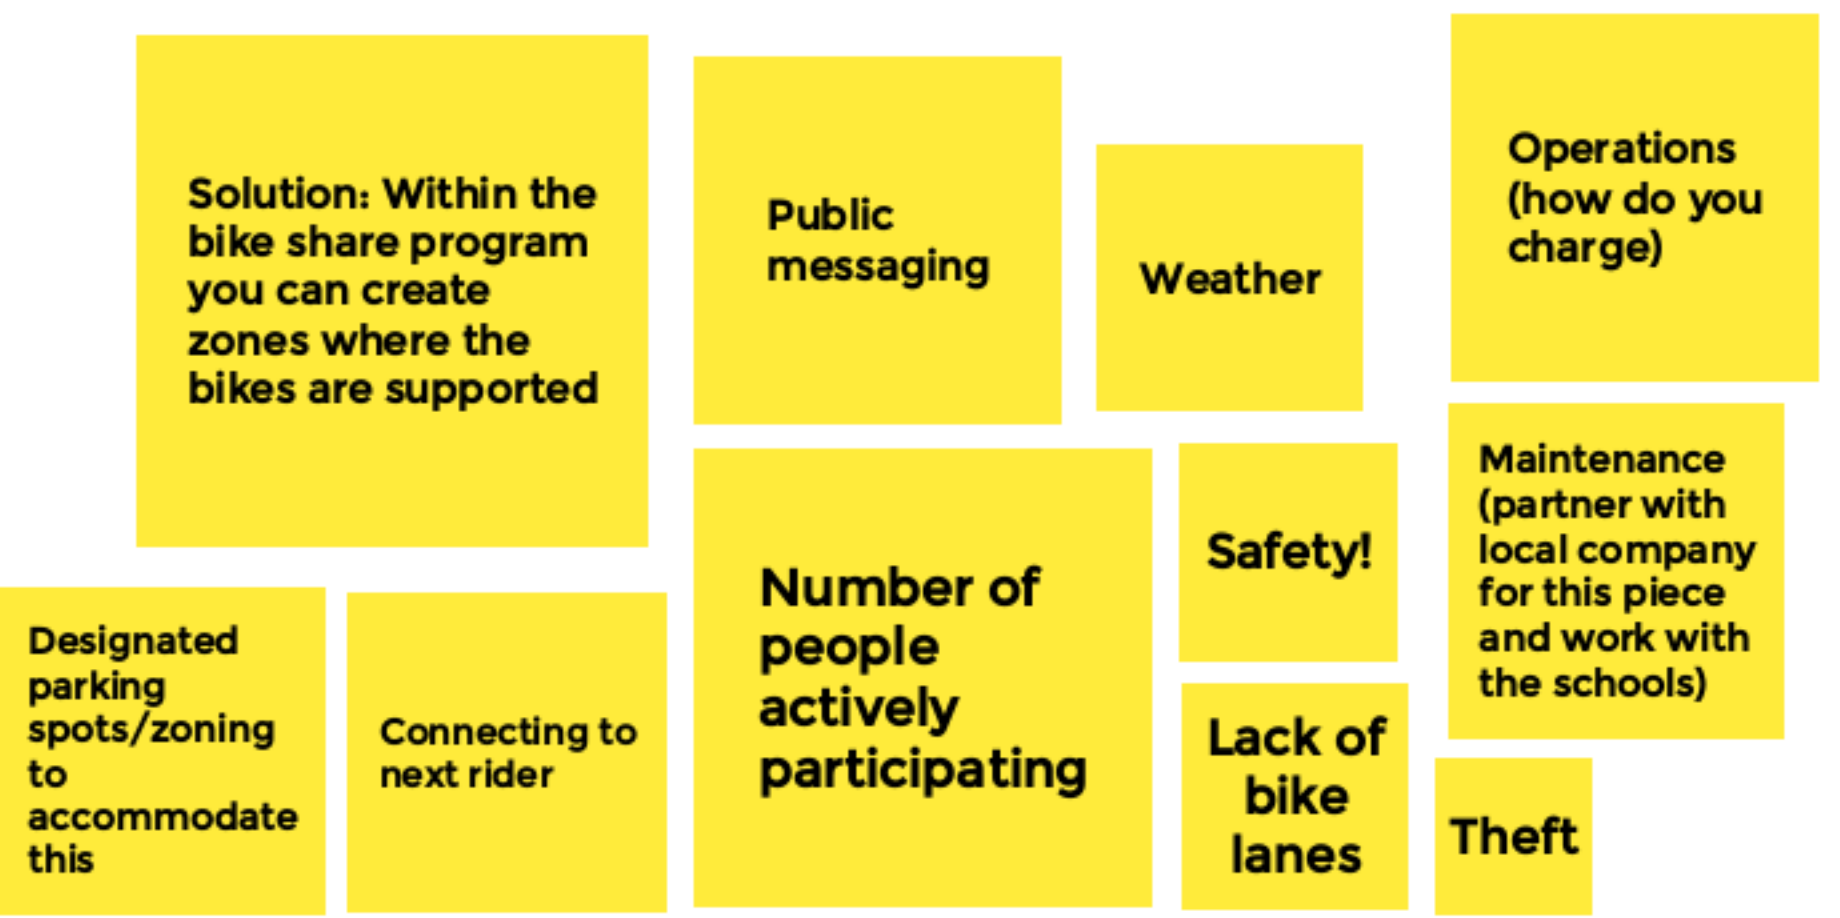 Solution: Within the
bike share program
you can create
zones where the
bikes are supported
Public
messaging
Weather
Operations
(how do you
charge)
Designated
parking
spots/zoning
to
accommodate
this
Connecting to
next rider
Number of
people
actively
participating
Safety!
Lack of
bike
lanes
Maintenance
(partner with
local company
for this piece
and work with
the schools)
Theft